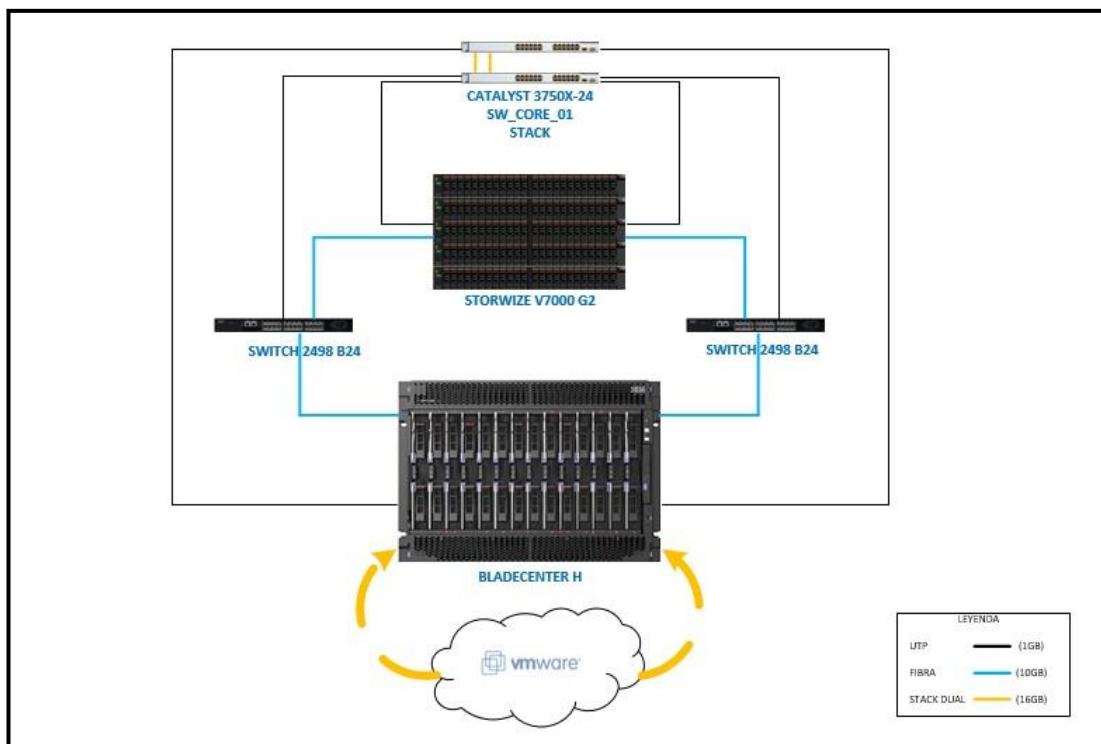 CATALYST 3750X-24
SW_CORE_01
STACK
STORWIZE V7000 G2
SWITCH 2498 B24
SWITCH 2498 B24
BLADECENTER H
vmware
LEYENDA
UTP (1GB)
FIBRA (10GB)
STACK DUAL (16GB)